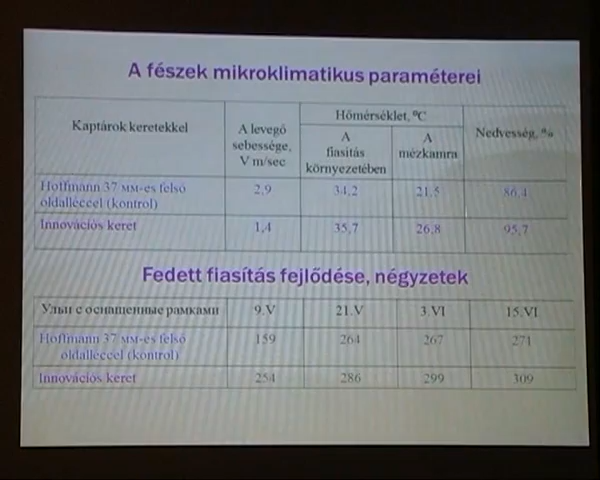 A fészek mikroklimatikus paraméterei
Kaptárok keretekkel
A levegő
sebessége,
V m/sec
Hőmérséklet, ⁰C
A
fiasítás
környezetében
A
mézkamra
Nedvesség, %
Hoffmann 37 мм-es felső
oldalléccel (kontrol)
2,9
34,2
21,5
86,4
Innovációs keret
1,4
35,7
26,8
95,7
Fedett fiasítás fejlődése, négyzetek
Ульи с оснащенные рамками
9.V
21.V
3.VI
15.VI
Hoffmann 37 мм-es felső
oldalléccel (kontrol)
159
264
267
271
Innovációs keret
254
286
299
309